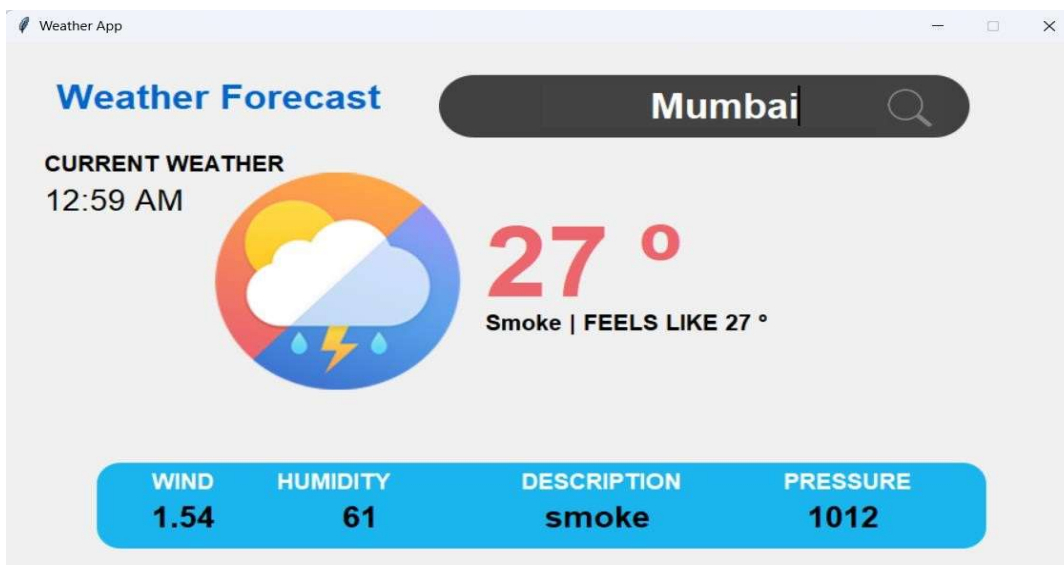 Weather App
Weather Forecast
Mumbai
CURRENT WEATHER
12:59 AM
27 º
Smoke | FEELS LIKE 27 º
WIND HUMIDITY DESCRIPTION PRESSURE
1.54 61 smoke 1012